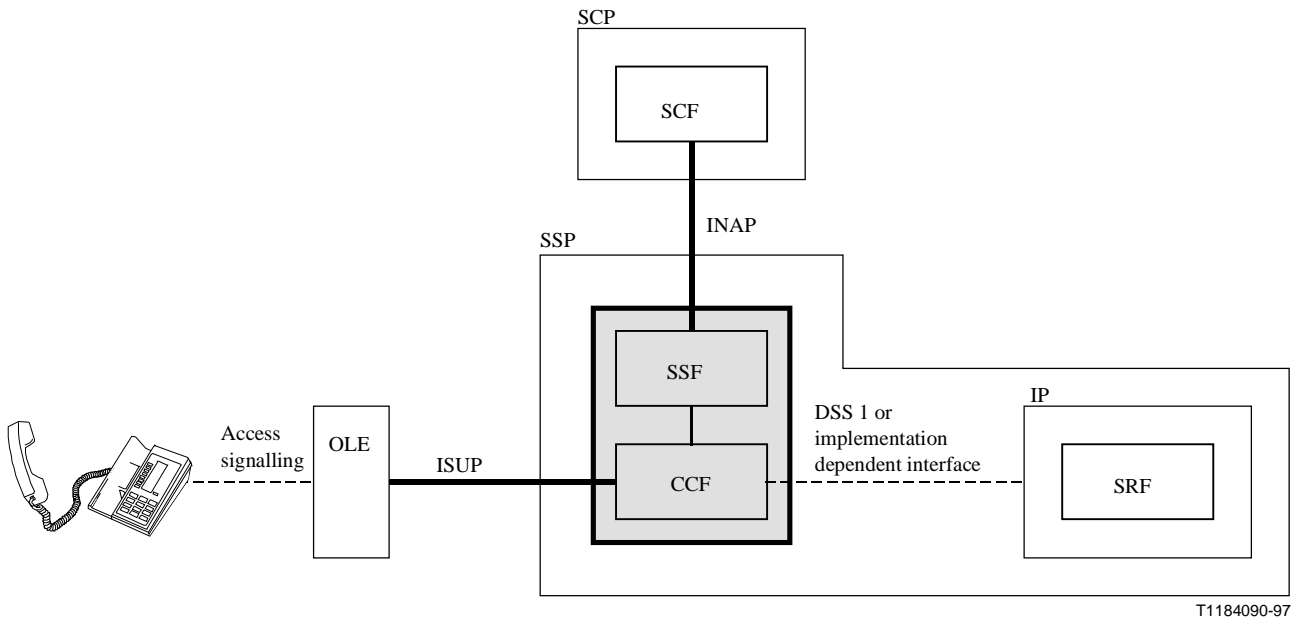 SCP
SCF
INAP
SSP
SSF
DSS 1 or
implementation
dependent interface
IP
Access
signalling
OLE
ISUP
CCF
SRF
T1184090-97